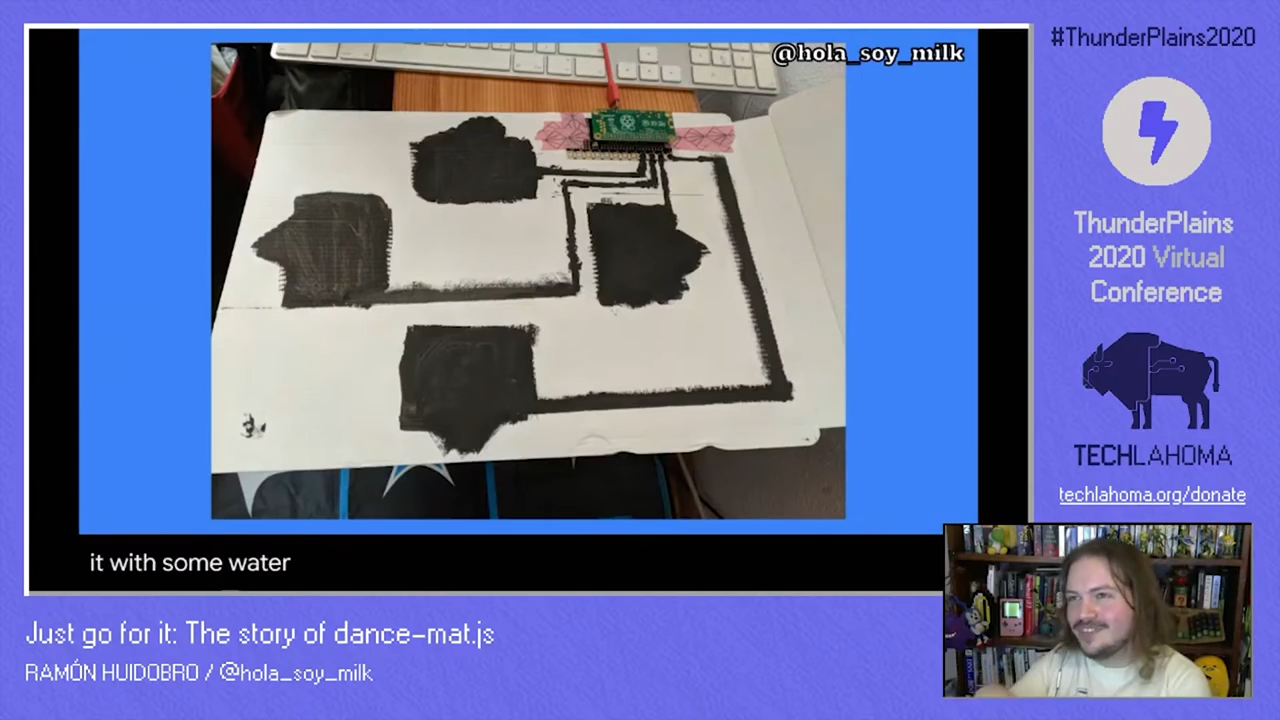 @hola_soy_milk
#ThunderPlains2020
ThunderPlains
2020 Virtual
Conference
TECHLAHOMA
techlahoma.org/donate
it with some water
Just go for it: The story of dance-mat.js
RAMÓN HUIDOBRO / @hola_soy_milk